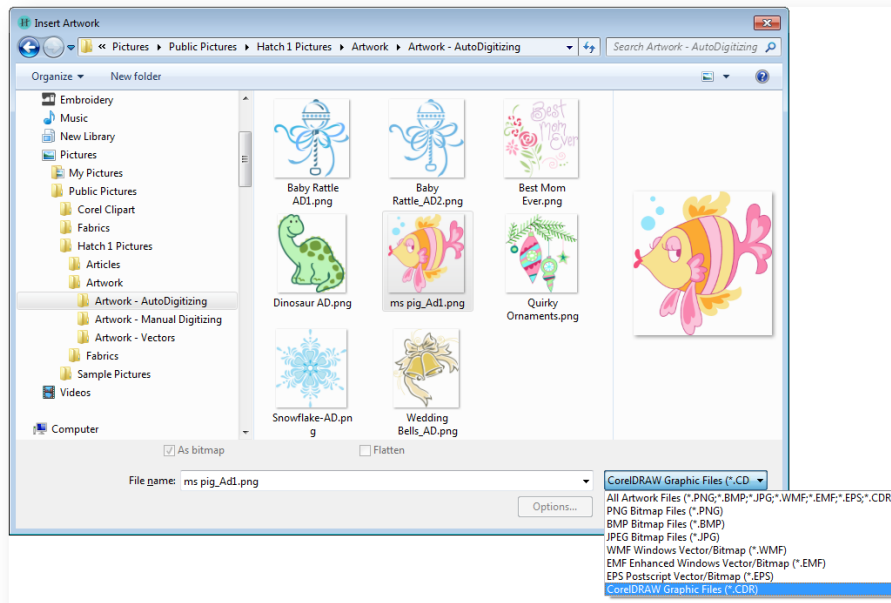 Insert Artwork
« Pictures ▸ Public Pictures ▸ Hatch 1 Pictures ▸ Artwork ▸ Artwork - AutoDigitizing
Search Artwork - AutoDigitizing
Organize
New folder
Embroidery
Music
New Library
Pictures
My Pictures
Public Pictures
Corel Clipart
Fabrics
Hatch 1 Pictures
Articles
Artwork
Artwork - AutoDigitizing
Artwork - Manual Digitizing
Artwork - Vectors
Fabrics
Sample Pictures
Videos
Computer
Baby Rattle
AD1.png
Baby
Rattle_AD2.png
Best Mom
Ever
Best Mom
Ever.png
Dinosaur AD.png
ms pig_Ad1.png
Quirky
Ornaments.png
Snowflake-AD.pn
g
Wedding
Bells_AD.png
As bitmap
Flatten
File name:
ms pig_Ad1.png
CorelDRAW Graphic Files (*.CD
Options...
All Artwork Files (*.PNG;*.BMP;*.JPG;*.WMF;*.EMF;*.EPS;*.CDR
PNG Bitmap Files (*.PNG)
BMP Bitmap Files (*.BMP)
JPEG Bitmap Files (*.JPG)
WMF Windows Vector/Bitmap (*.WMF)
EMF Enhanced Windows Vector/Bitmap (*.EMF)
EPS Postscript Vector/Bitmap (*.EPS)
CorelDRAW Graphic Files (*.CDR)